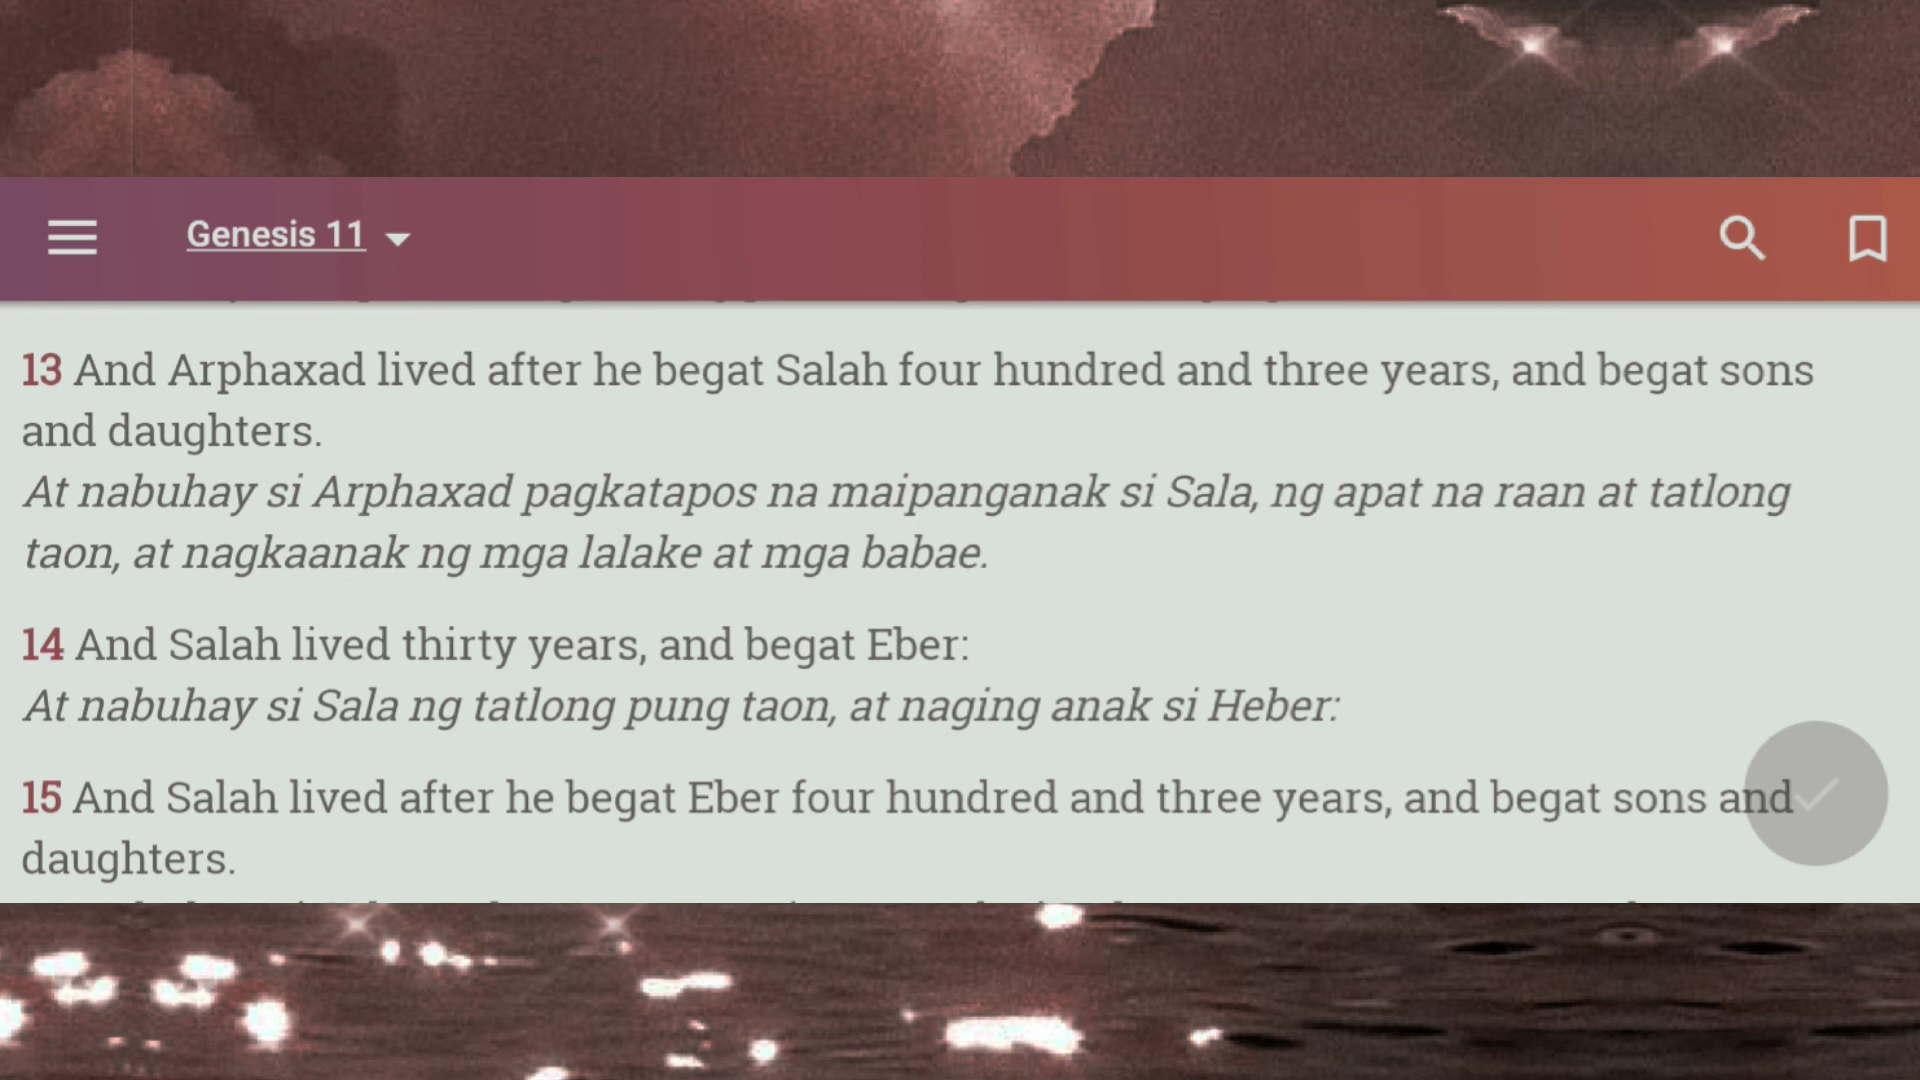 Genesis 11
13 And Arphaxad lived after he begat Salah four hundred and three years, and begat sons
and daughters.
At nabuhay si Arphaxad pagkatapos na maipanganak si Sala, ng apat na raan at tatlong
taon, at nagkaanak ng mga lalake at mga babae.
14 And Salah lived thirty years, and begat Eber:
At nabuhay si Sala ng tatlong pung taon, at naging anak si Heber:
15 And Salah lived after he begat Eber four hundred and three years, and begat sons and
daughters.